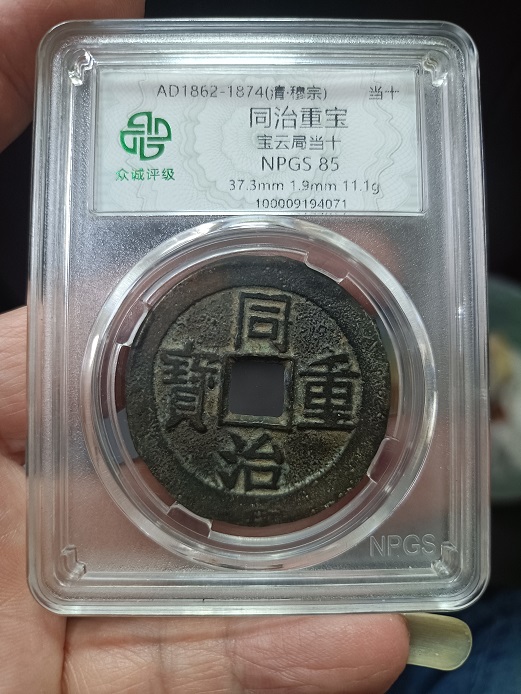 AD1862-1874(清·穆宗) 当十
同治重宝
宝云局当十
NPGS 85
37.3mm 1.9mm 11.1g
100009194071
众诚评级
同
治
重
寶
NPGS